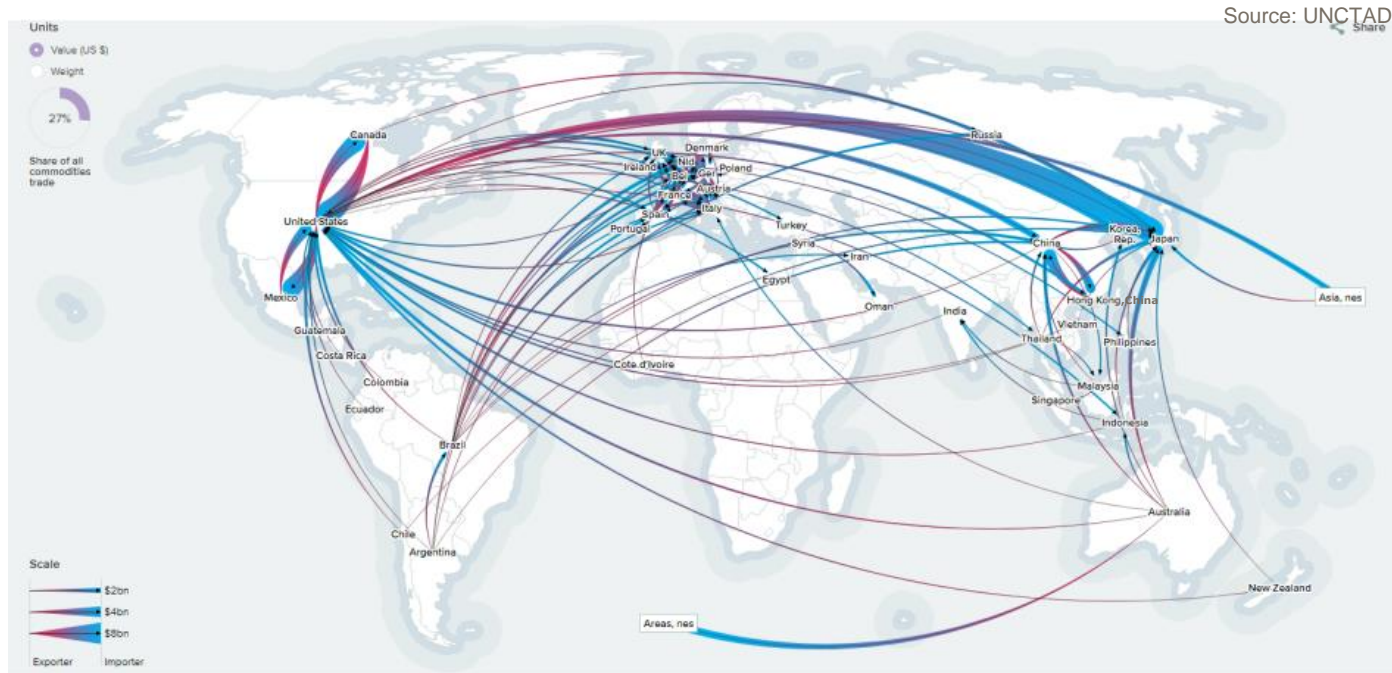 Source: UNCTAD
Units
Share
Value (US $)
Weight
27%
Share of all
commodities
trade
Canada
Russia
UK
Denmark
Ireland
Nld
Poland
Bel
Ger
Austria
France
United States
Spain
Italy
Portugal
Turkey
Korea,
Rep.
Japan
China
Syria
Iran
Egypt
Mexico
Oman
Hong Kong, China
Asia, nes
India
Guatemala
Vietnam
Thailand
Philippines
Costa Rica
Cote d'Ivoire
Colombia
Malaysia
Singapore
Ecuador
Indonesia
Brazil
Australia
Chile
Argentina
Scale
New Zealand
$2bn
$4bn
Areas, nes
$8bn
Exporter
Importer